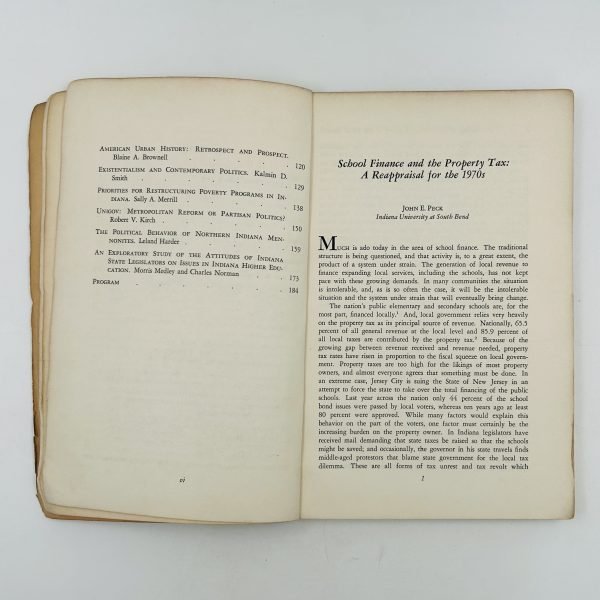 AMERICAN URBAN HISTORY: RETROSPECT AND PROSPECT.
Blaine A. Brownell . . . . . . 120
EXISTENTIALISM AND CONTEMPORARY POLITICS. Kalmin D.
Smith . . . . . . . 129
PRIORITIES FOR RESTRUCTURING POVERTY PROGRAMS IN IN-
DIANA. Sally A. Merrill . . . . . 138
UNIGOV: METROPOLITAN REFORM OR PARTISAN POLITICS?
Robert V. Kirch . . . . . . 150
THE POLITICAL BEHAVIOR OF NORTHERN INDIANA MEN-
NONITES. Leland Harder . . . . . 159
AN EXPLORATORY STUDY OF THE ATTITUDES OF INDIANA
STATE LEGISLATORS ON ISSUES IN INDIANA HIGHER EDU-
CATION. Morris Medley and Charles Norman . . 173
PROGRAM . . . . . . . 184
vi
School Finance and the Property Tax:
A Reappraisal for the 1970s
JOHN E. PECK
Indiana University at South Bend
MUCH is ado today in the area of school finance. The traditional
structure is being questioned, and that activity is, to a great extent, the
product of a system under strain. The generation of local revenue to
finance expanding local services, including the schools, has not kept
pace with these growing demands. In many communities the situation
is intolerable, and, as is so often the case, it will be the intolerable
situation and the system under strain that will eventually bring change.
The nation's public elementary and secondary schools are, for the
most part, financed locally.¹ And, local government relies very heavily
on the property tax as its principal source of revenue. Nationally, 65.5
percent of all general revenue at the local level and 85.9 percent of
all local taxes are contributed by the property tax.² Because of the
growing gap between revenue received and revenue needed, property
tax rates have risen in proportion to the fiscal squeeze on local govern-
ment. Property taxes are too high for the likings of most property
owners, and almost everyone agrees that something must be done. In
an extreme case, Jersey City is suing the State of New Jersey in an
attempt to force the state to take over the total financing of the public
schools. Last year across the nation only 44 percent of the school
bond issues were passed by local voters, whereas ten years ago at least
80 percent were approved. While many factors would explain this
behavior on the part of the voters, one factor must certainly be the
increasing burden on the property owner. In Indiana legislators have
received mail demanding that state taxes be raised so that the schools
might be saved; and occasionally, the governor in his state travels finds
middle-aged protestors that blame state government for the local tax
dilemma. These are all forms of tax unrest and tax revolt which
1